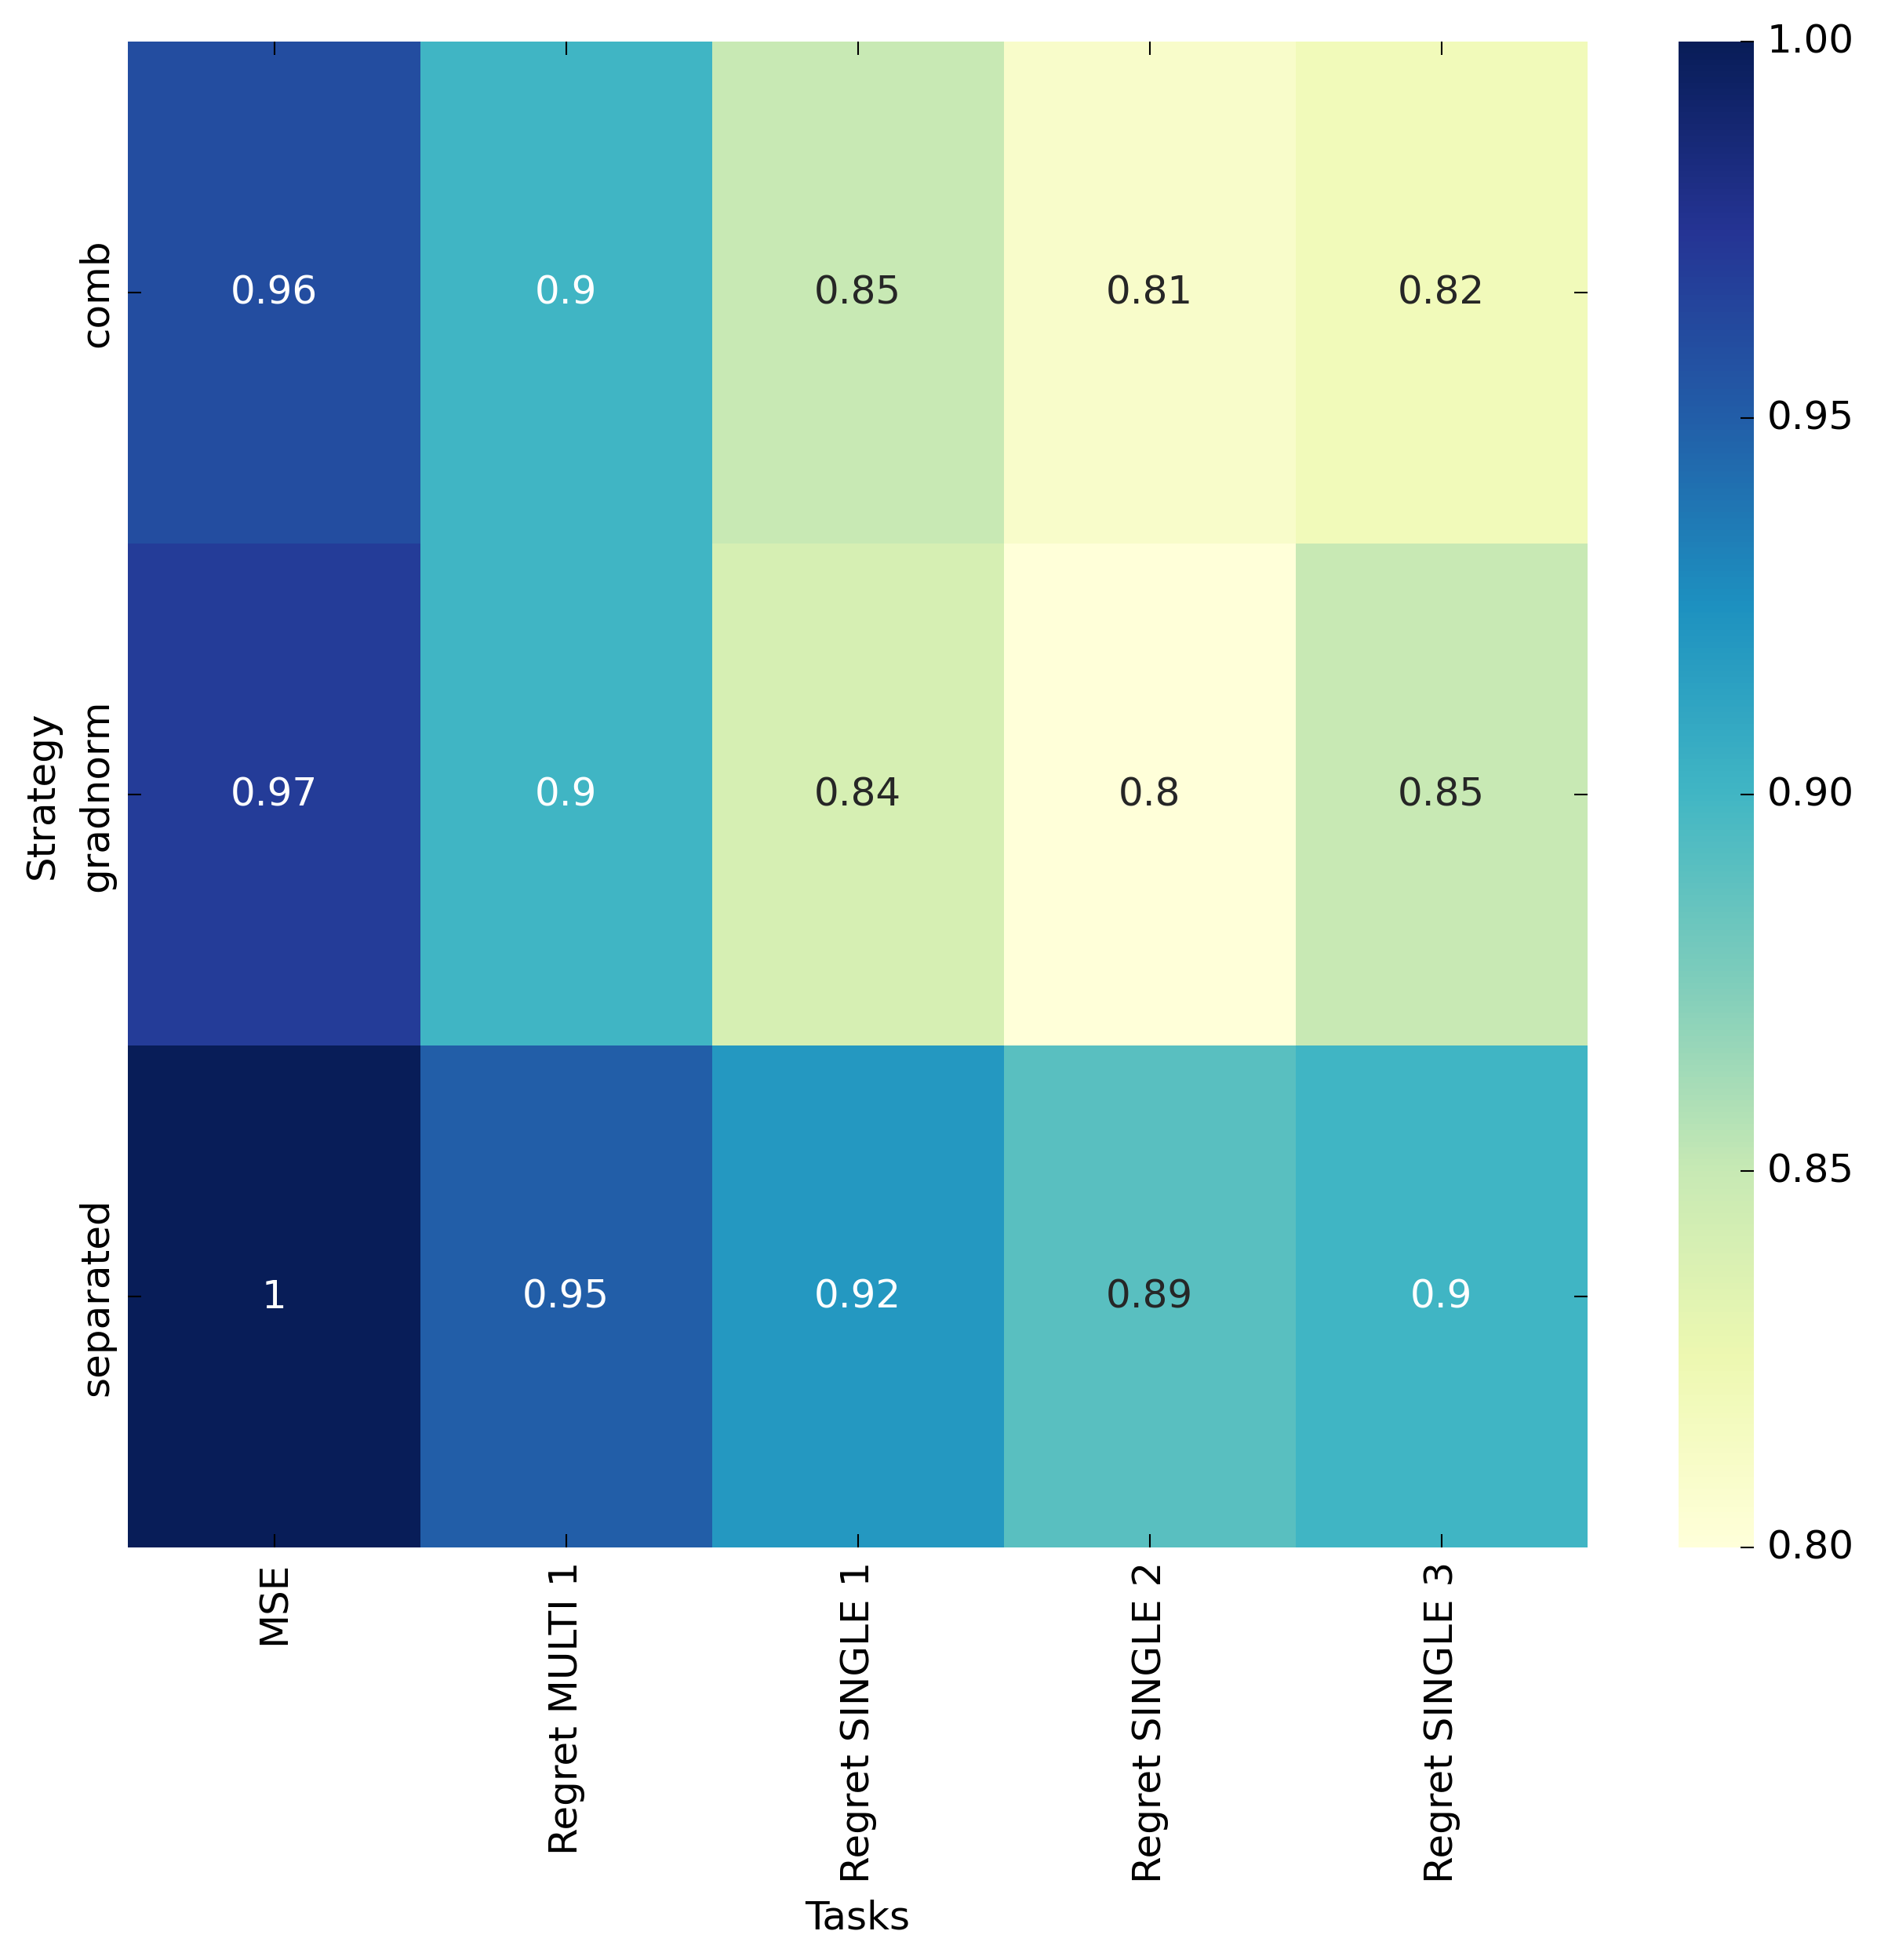 Strategy
comb
0.96 0.9 0.85 0.81 0.82
gradnorm
0.97 0.9 0.84 0.8 0.85
separated
1 0.95 0.92 0.89 0.9
MSE
Regret MULTI 1
Regret SINGLE 1
Regret SINGLE 2
Regret SINGLE 3
Tasks
1.00
0.95
0.90
0.85
0.80